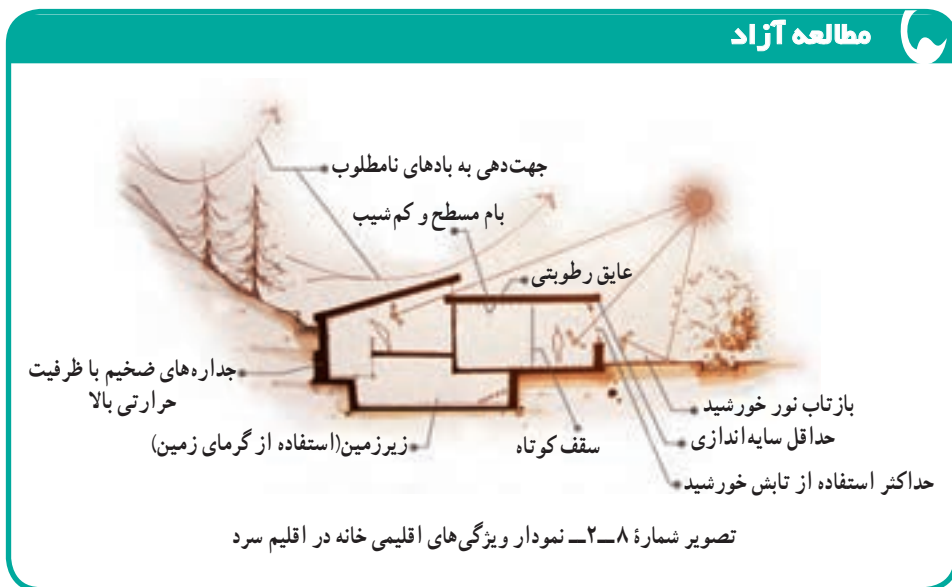 مطالعه آزاد
جهت‌دهی به بادهای نامطلوب
بام مسطح و کم‌شیب
عایق رطوبتی
جداره‌های ضخیم با ظرفیت
حرارتی بالا
زیرزمین(استفاده از گرمای زمین)
سقف کوتاه
بازتاب نور خورشید
حداقل سایه‌اندازی
حداکثر استفاده از تابش خورشید
تصویر شمارهٔ ۸ــ۲ــ نمودار ویژگی‌های اقلیمی خانه در اقلیم سرد